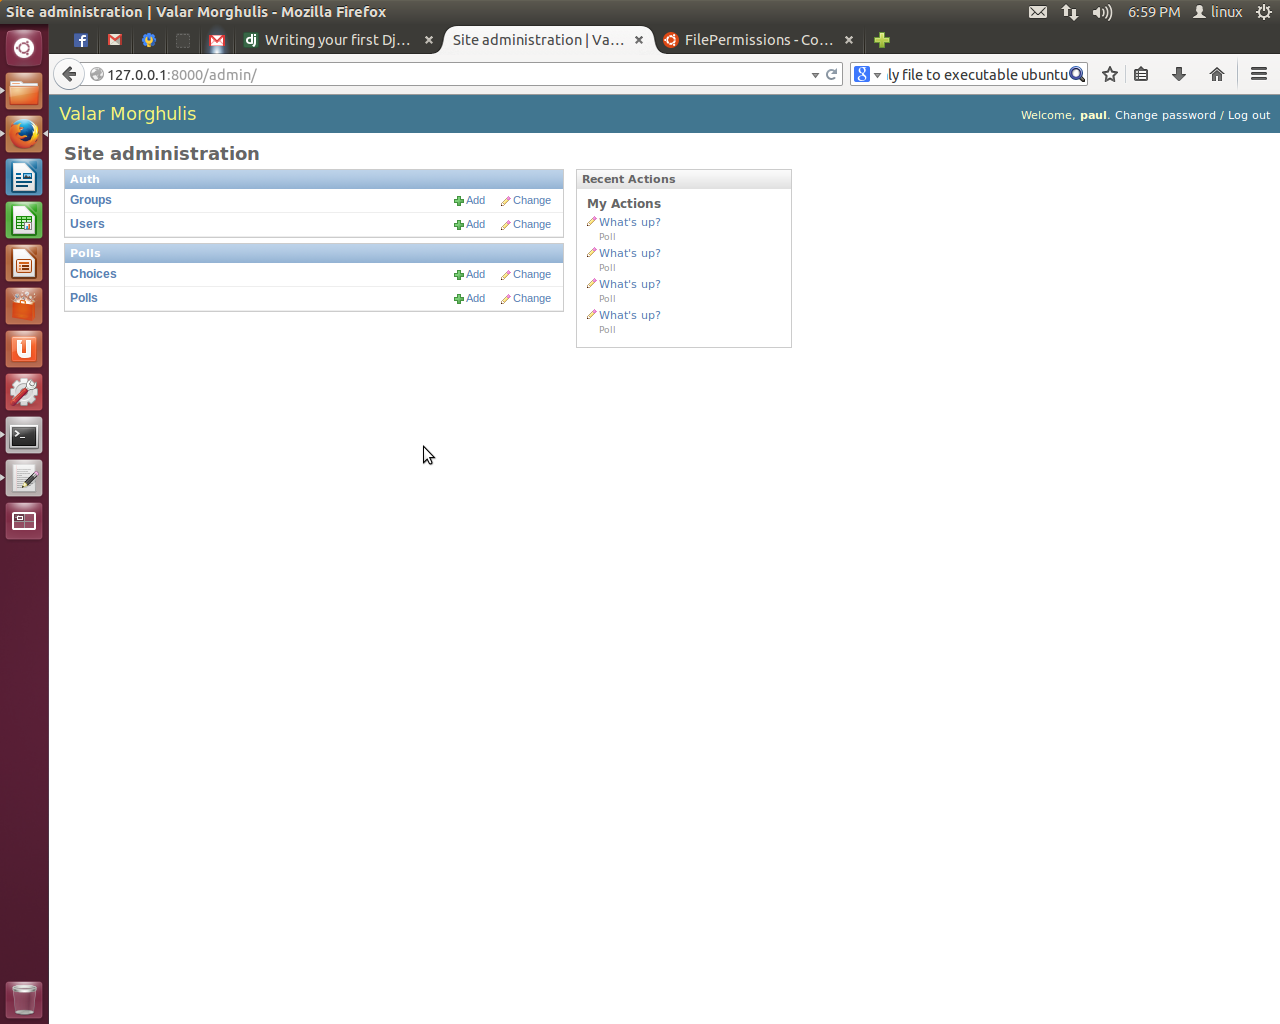 Site administration | Valar Morghulis - Mozilla Firefox
6:59 PM linux
Writing your first Dj...
Site administration | Va...
FilePermissions - Co...
127.0.0.1:8000/admin/
ly file to executable ubuntu
Valar Morghulis
Welcome, paul. Change password / Log out
Site administration
Auth
Groups Add Change
Users Add Change
Polls
Choices Add Change
Polls Add Change
Recent Actions
My Actions
What's up?
Poll
What's up?
Poll
What's up?
Poll
What's up?
Poll